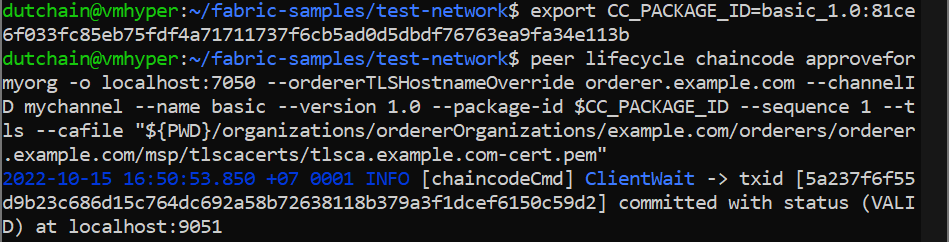 dutchain@vmhyper:~/fabric-samples/test-network$ export CC_PACKAGE_ID=basic_1.0:81ce
6f033fc85eb75fdf4a71711737f6cb5ad0d5dbdf76763ea9fa34e113b
dutchain@vmhyper:~/fabric-samples/test-network$ peer lifecycle chaincode approvefor
myorg -o localhost:7050 --ordererTLSHostnameOverride orderer.example.com --channelI
D mychannel --name basic --version 1.0 --package-id $CC_PACKAGE_ID --sequence 1 --t
ls --cafile "${PWD}/organizations/ordererOrganizations/example.com/orderers/orderer
.example.com/msp/tlscacerts/tlsca.example.com-cert.pem"
2022-10-15 16:50:53.850 +07 0001 INFO [chaincodeCmd] ClientWait -> txid [5a237f6f55
d9b23c686d15c764dc692a58b72638118b379a3f1dcef6150c59d2] committed with status (VALI
D) at localhost:9051